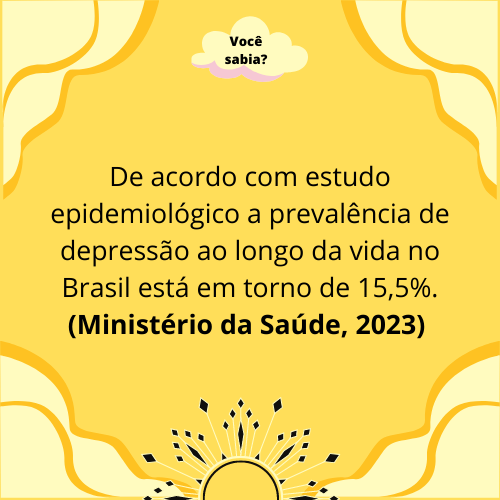 Você
sabia?
De acordo com estudo
epidemiológico a prevalência de
depressão ao longo da vida no
Brasil está em torno de 15,5%.
(Ministério da Saúde, 2023)